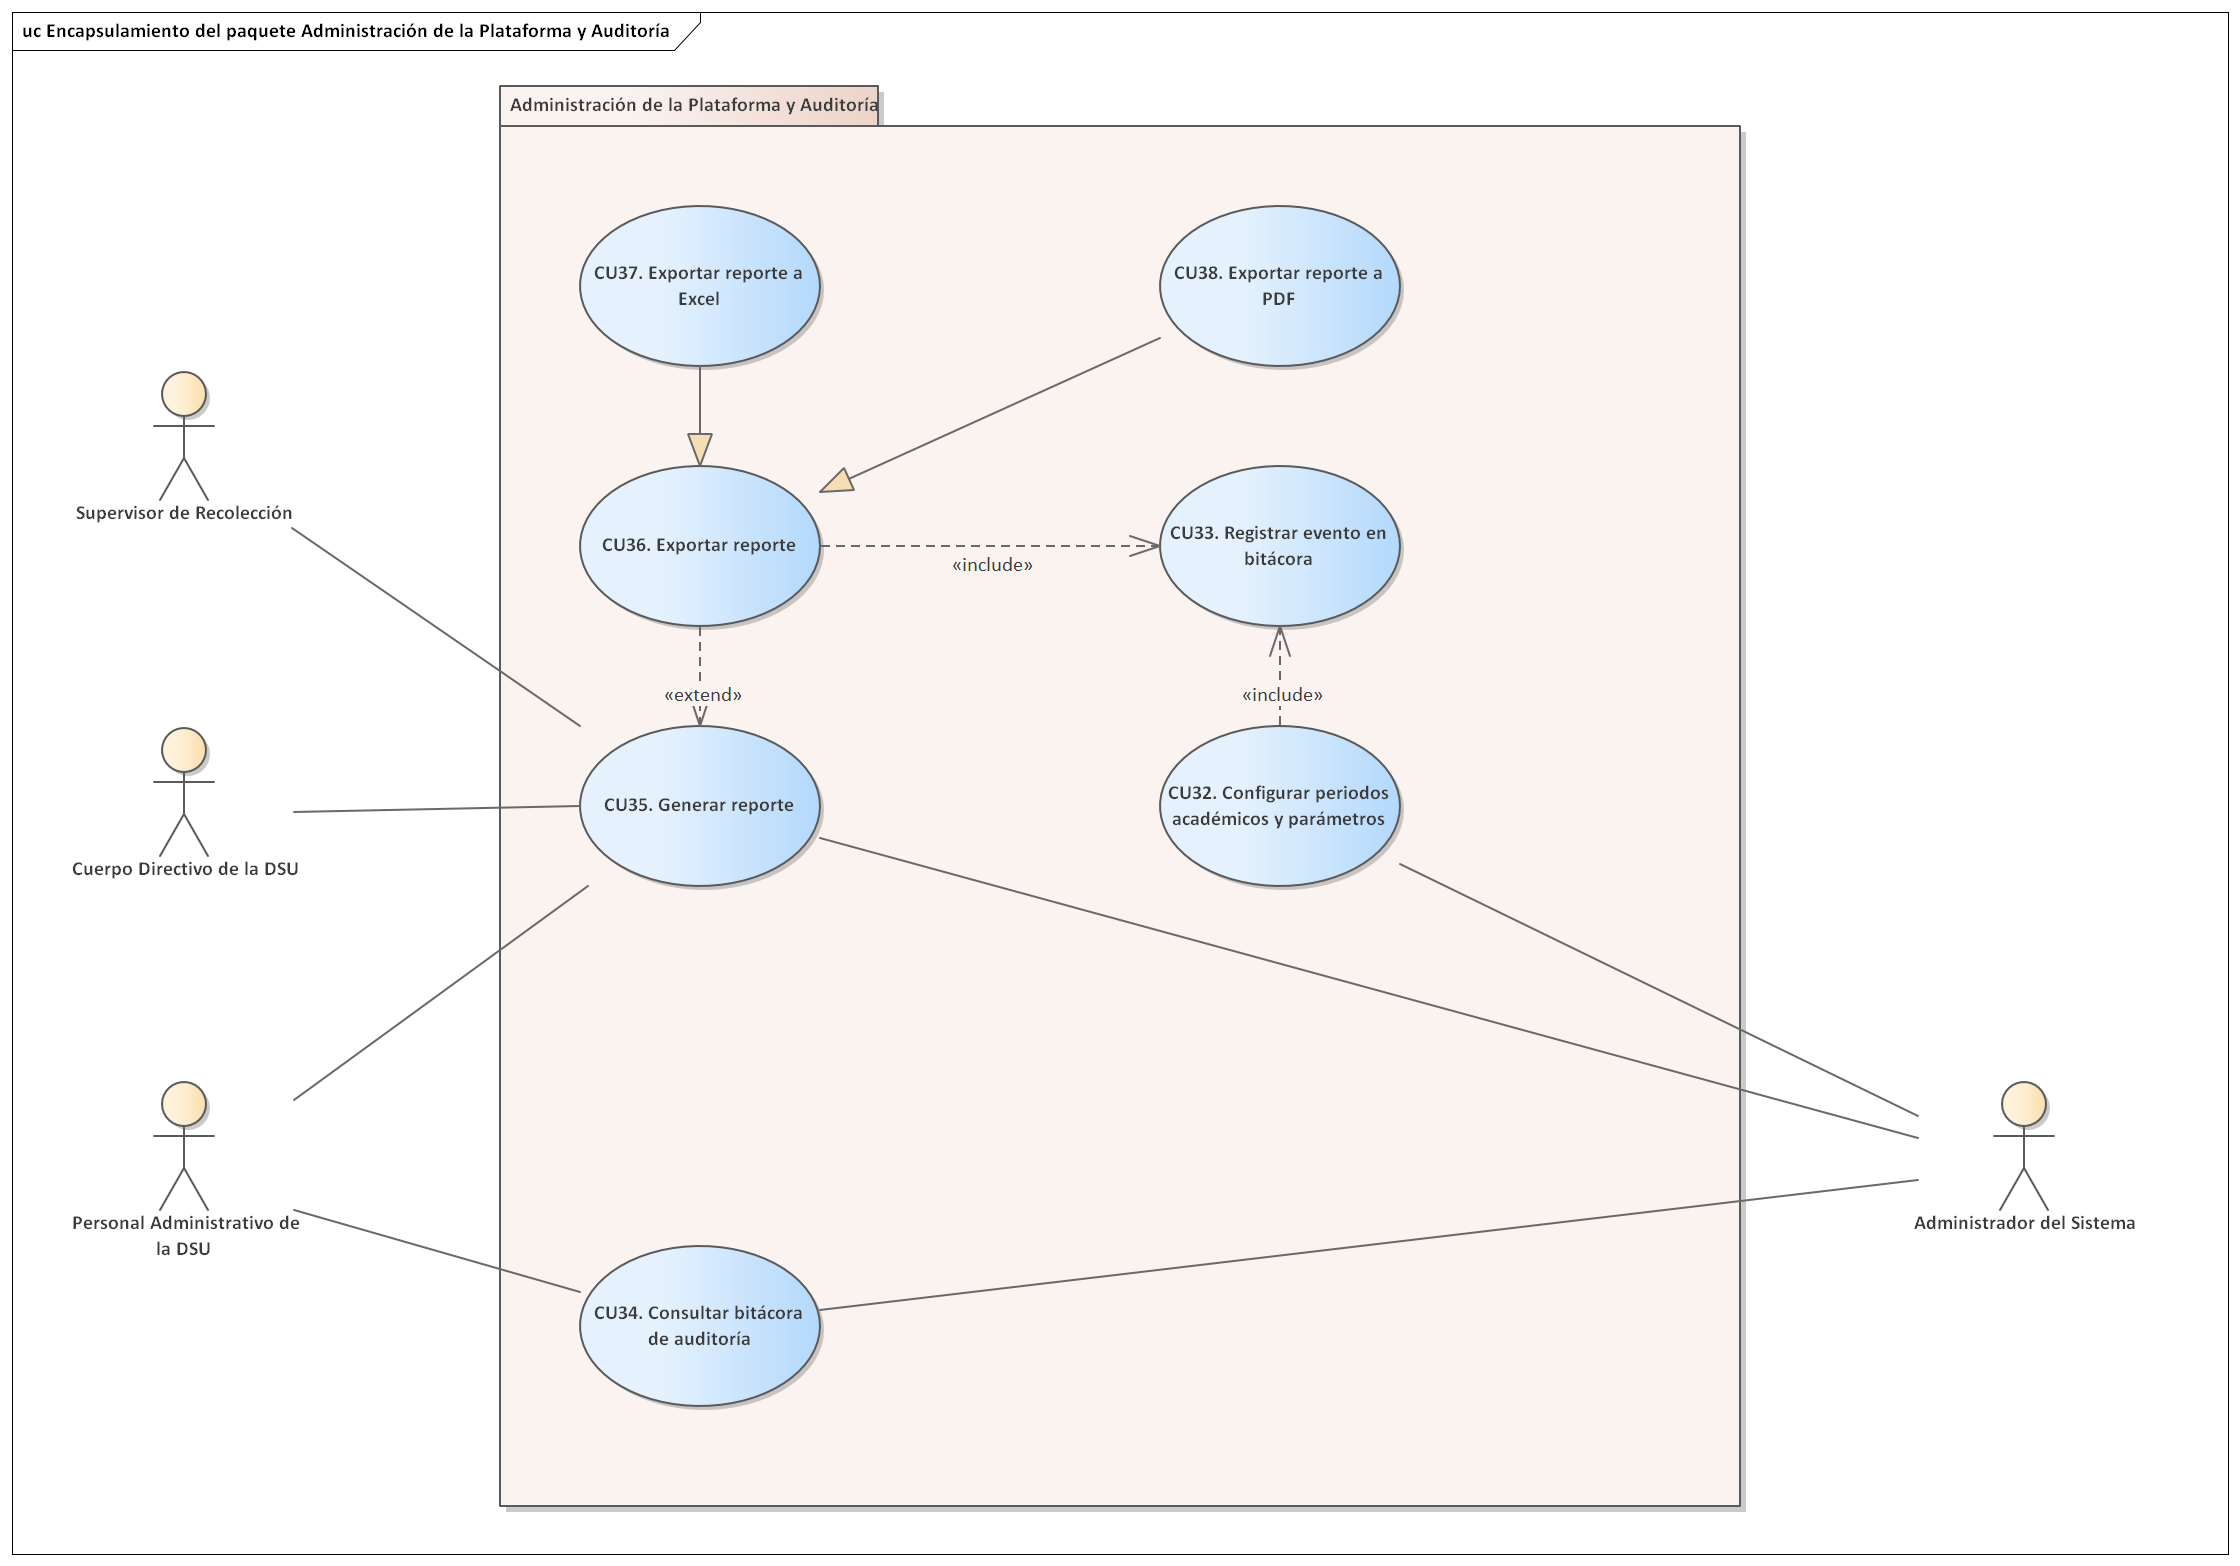 uc Encapsulamiento del paquete Administración de la Plataforma y Auditoría
Administración de la Plataforma y Auditoría
CU37. Exportar reporte a
Excel
CU38. Exportar reporte a
PDF
Supervisor de Recolección
CU36. Exportar reporte
«include»
CU33. Registrar evento en
bitácora
«extend»
«include»
Cuerpo Directivo de la DSU
CU35. Generar reporte
CU32. Configurar periodos
académicos y parámetros
Personal Administrativo de
la DSU
Administrador del Sistema
CU34. Consultar bitácora
de auditoría